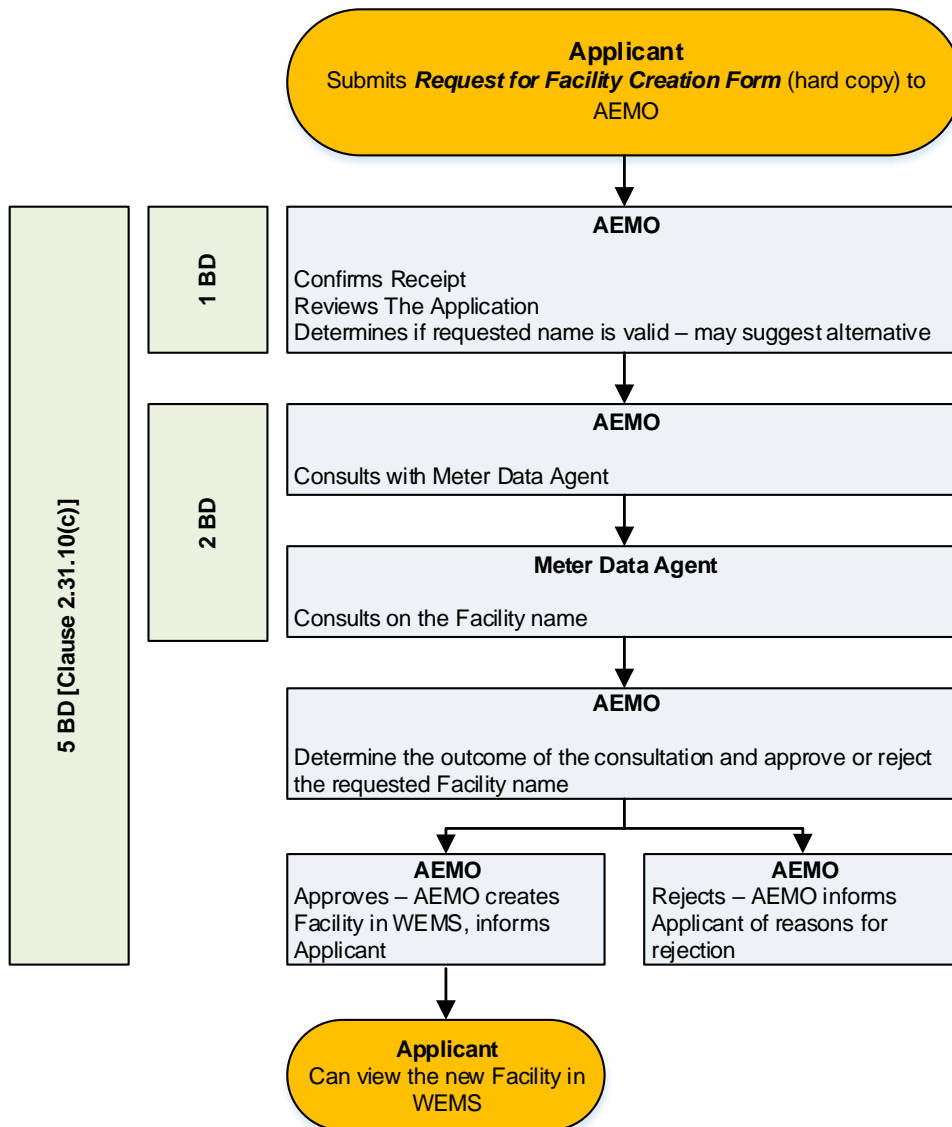 Applicant
Submits Request for Facility Creation Form (hard copy) to
AEMO
5 BD [Clause 2.31.10(c)]
1 BD
AEMO
Confirms Receipt
Reviews The Application
Determines if requested name is valid – may suggest alternative
2 BD
AEMO
Consults with Meter Data Agent
Meter Data Agent
Consults on the Facility name
AEMO
Determine the outcome of the consultation and approve or reject
the requested Facility name
AEMO
Approves – AEMO creates
Facility in WEMS, informs
Applicant
AEMO
Rejects – AEMO informs
Applicant of reasons for
rejection
Applicant
Can view the new Facility in
WEMS